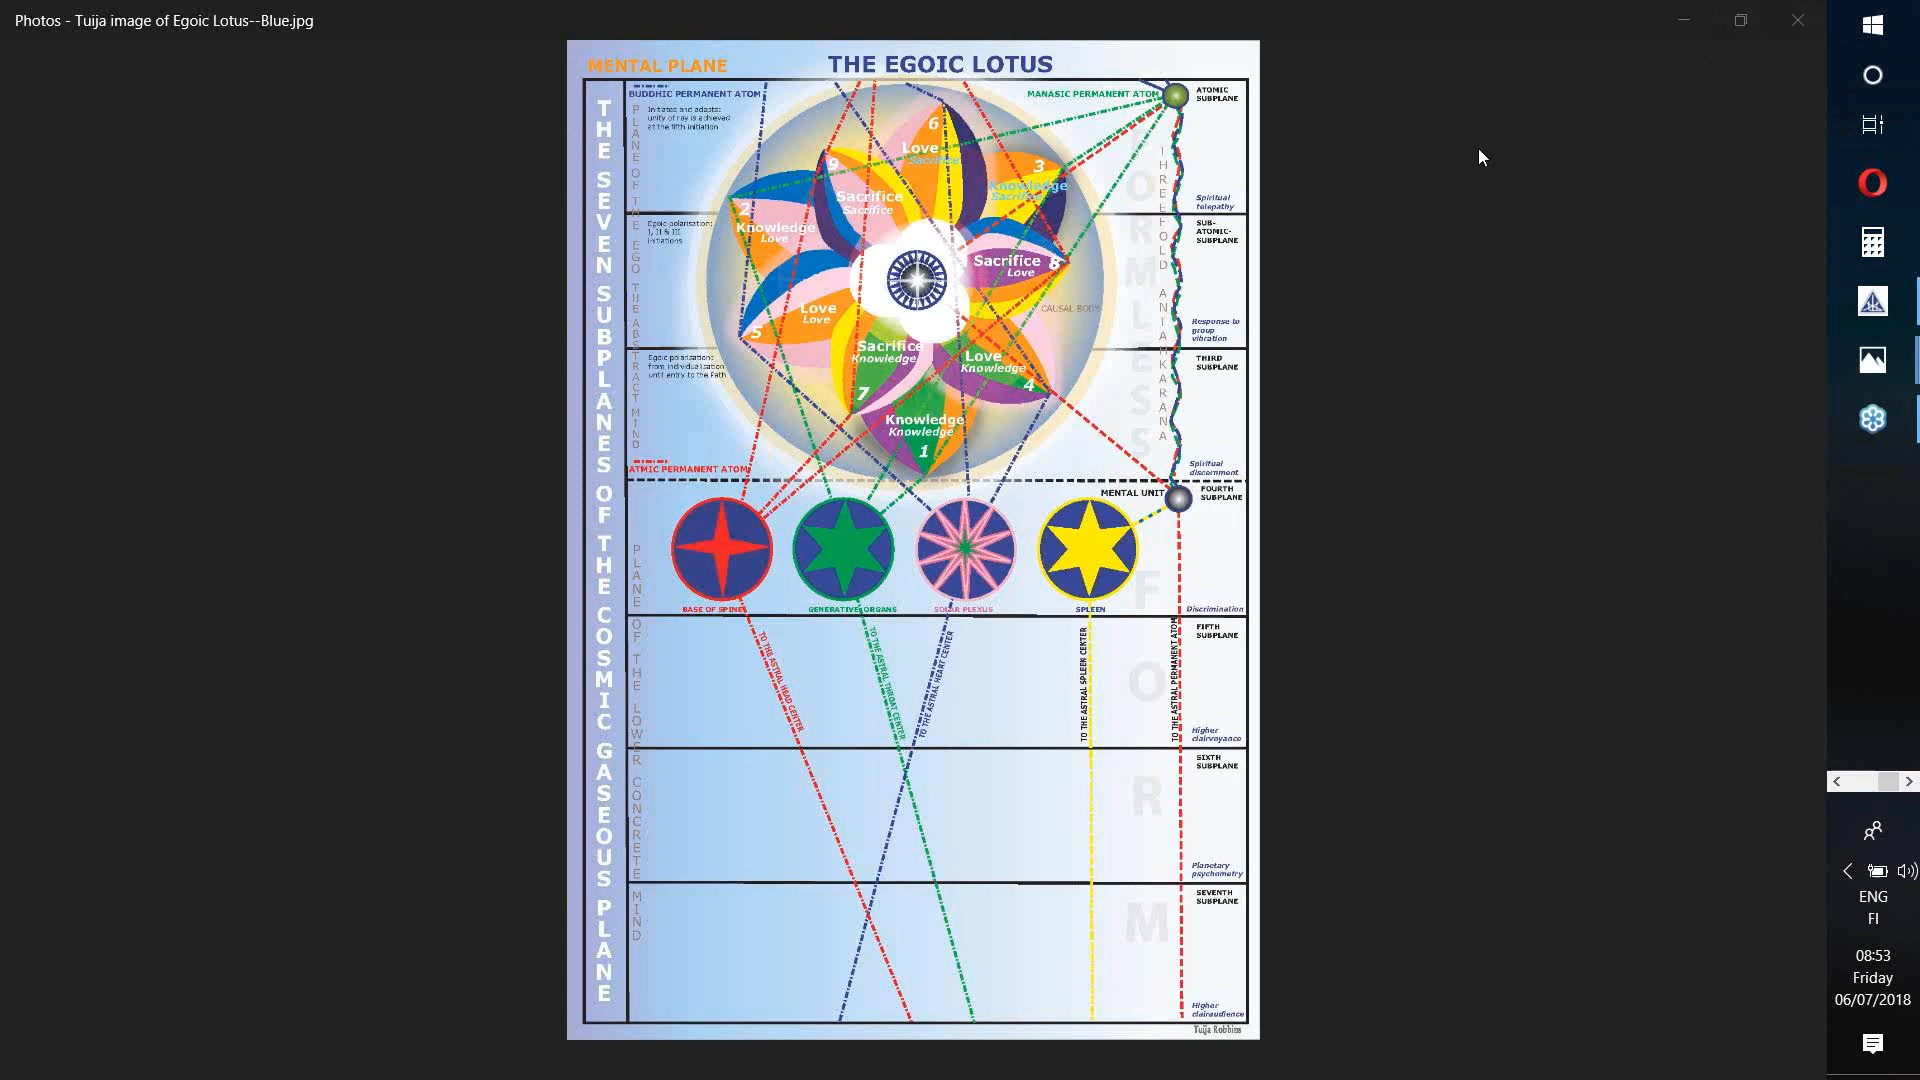 Photos - Tuija image of Egoic Lotus--Blue.jpg
MENTAL PLANE
THE EGOIC LOTUS
THE SEVEN SUBPLANES OF THE COSMIC GASEOUS PLANE
BUDDHIC PERMANENT ATOM
MANASIC PERMANENT ATOM
ATOMIC
SUBPLANE
PLANE OF THE EGO THE ABSTRACT MIND
Initiates and adepts:
unity of ray is achieved
at the fifth initiation
FORMLESS
THREEFOLD ANTAHKARANA
6
Love
Sacrifice
9
Sacrifice
Sacrifice
3
Knowledge
Sacrifice
2
Knowledge
Love
Spiritual
telepathy
Egoic polarisation:
I, II & III
initiations
SUB-
ATOMIC-
SUBPLANE
Sacrifice 8
Love
CAUSAL BODY
5
Love
Love
Response to
group
vibration
Egoic polarisation:
from individualisation
until entry to the Path
THIRD
SUBPLANE
Sacrifice
Knowledge
7
Love
Knowledge
4
Knowledge
Knowledge
1
ATMIC PERMANENT ATOM
Spiritual
discernment
MENTAL UNIT
FOURTH
SUBPLANE
PLANE OF THE LOWER CONCRETE MIND
FORM
BASE OF SPINE
GENERATIVE ORGANS
SOLAR PLEXUS
SPLEEN
Discrimination
FIFTH
SUBPLANE
TO THE ASTRAL HEAD CENTER
TO THE ASTRAL THROAT CENTER
TO THE ASTRAL HEART CENTER
TO THE ASTRAL SPLEEN CENTER
TO THE ASTRAL PERMANENT ATOM
Higher
clairvoyance
SIXTH
SUBPLANE
Planetary
psychometry
SEVENTH
SUBPLANE
Higher
clairaudience
Tuija Robbins
ENG
FI
08:53
Friday
06/07/2018